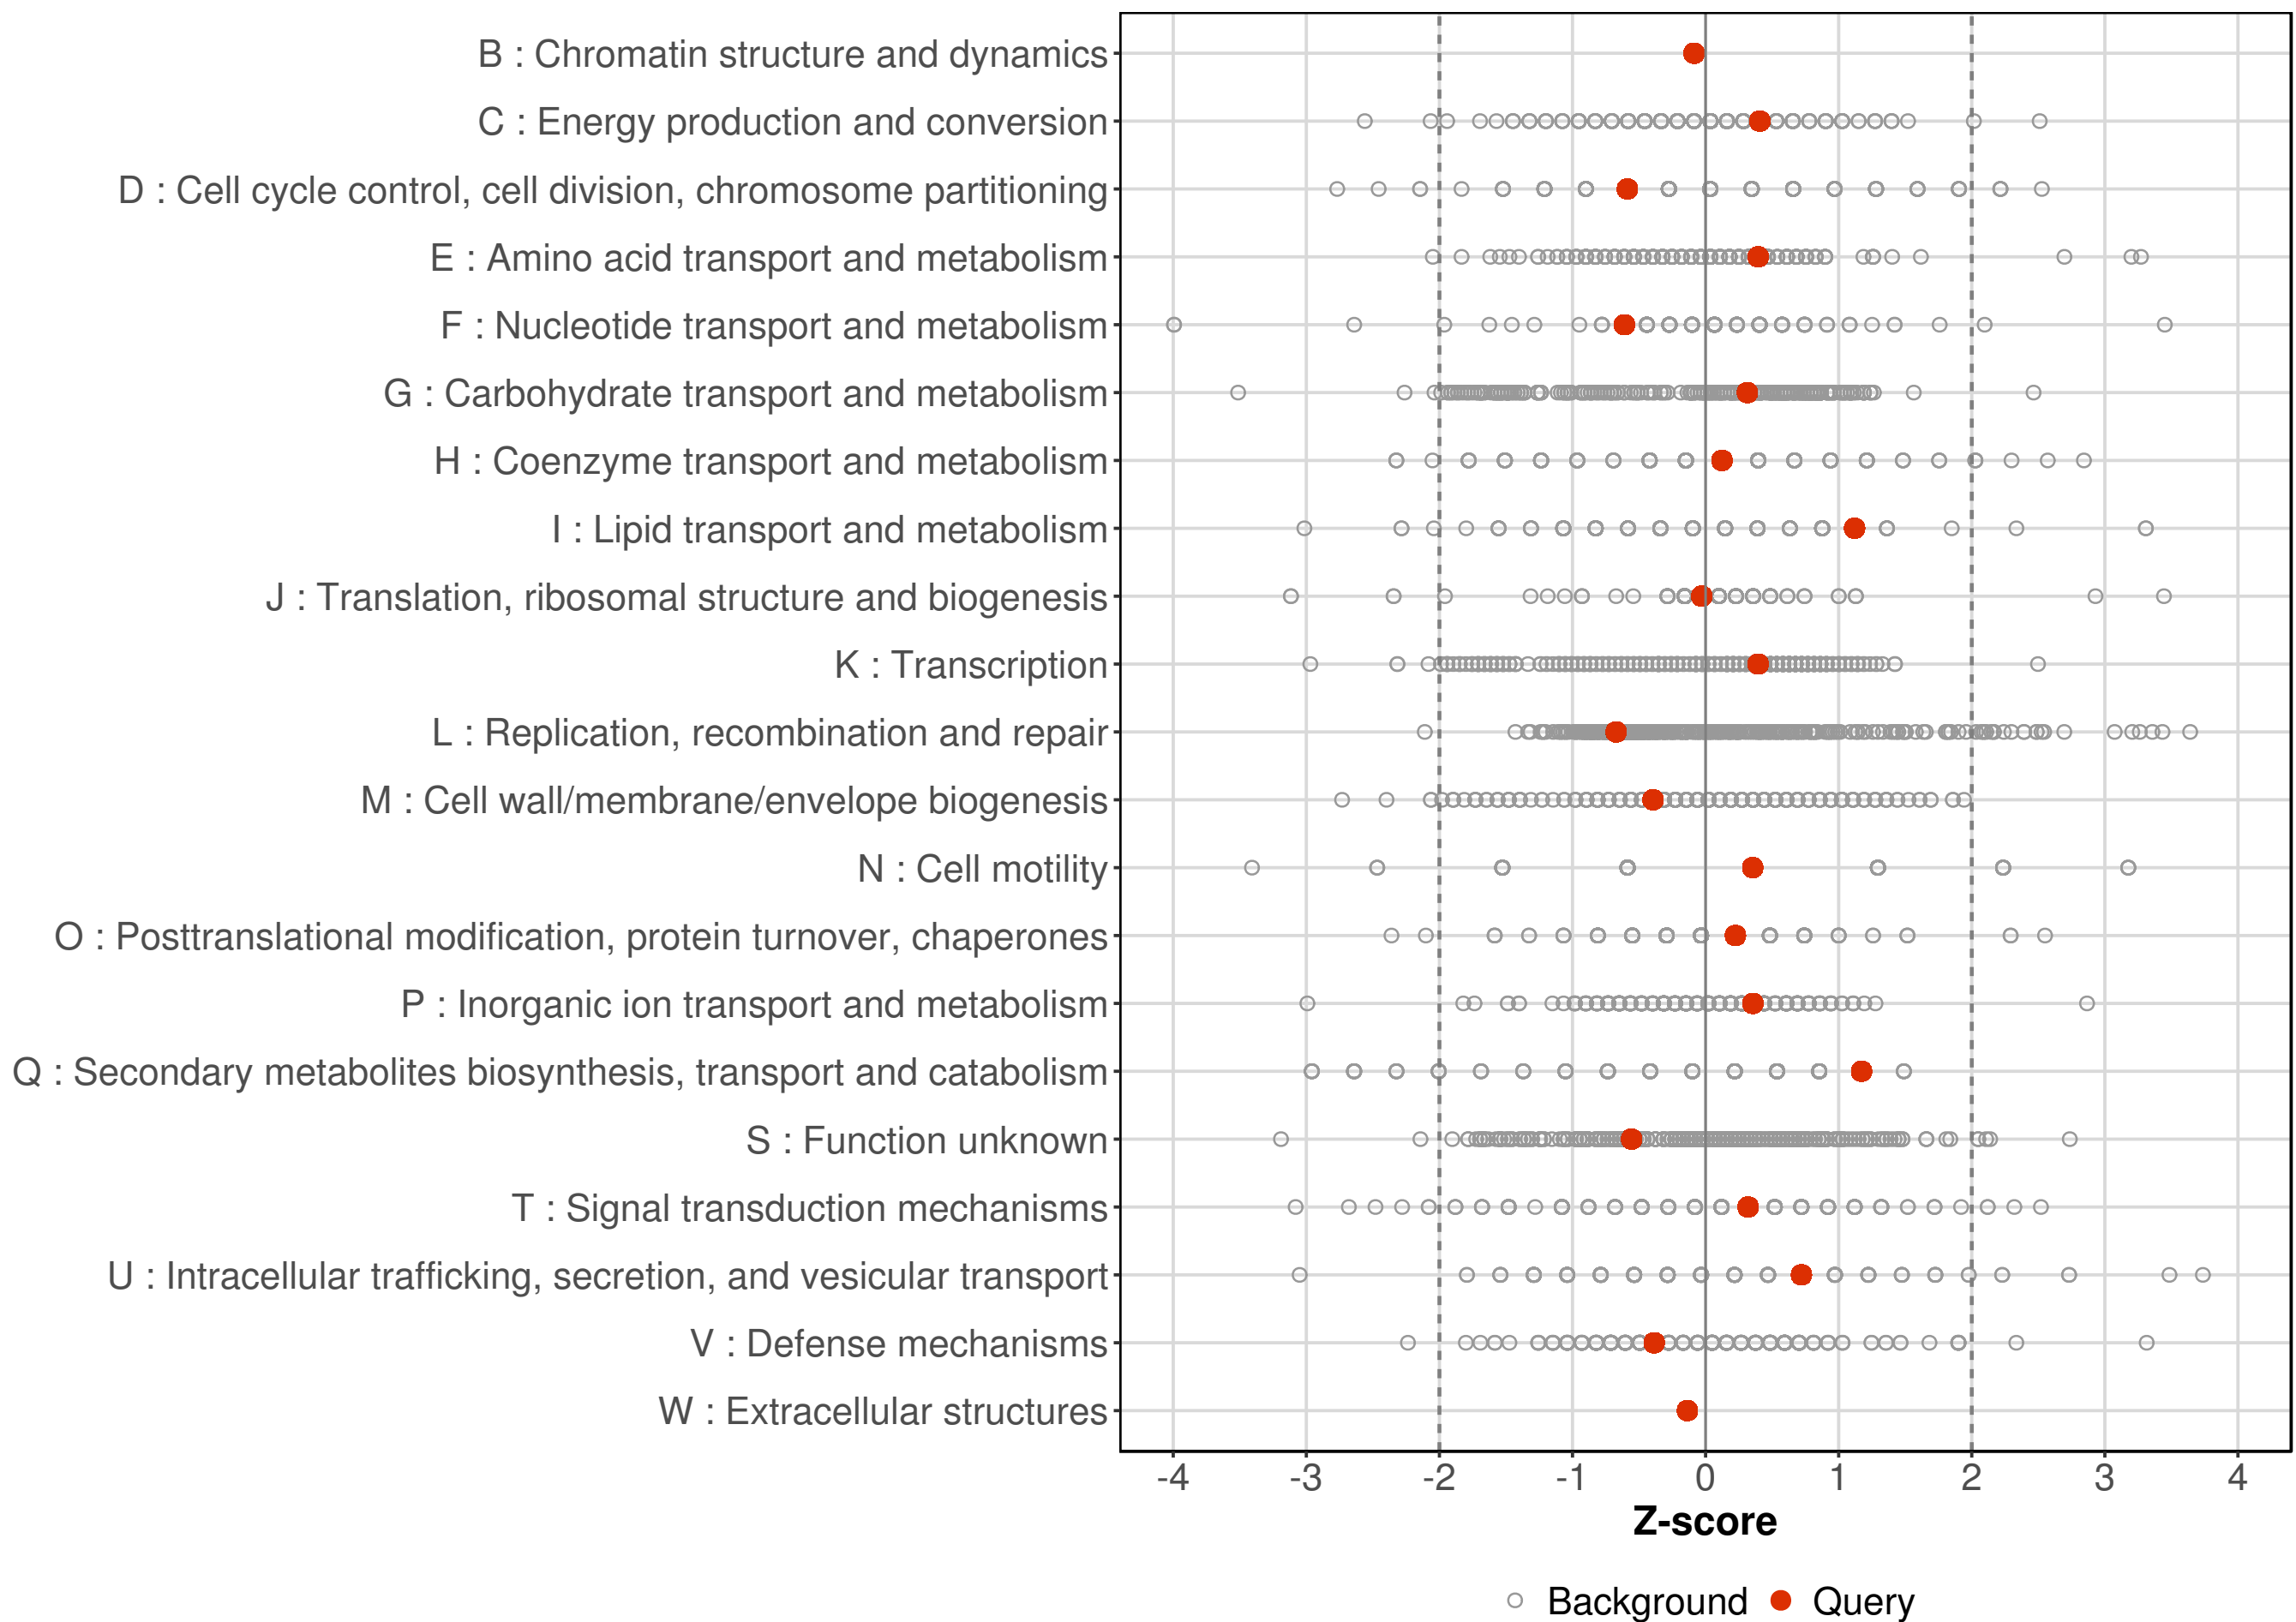 B : Chromatin structure and dynamics
C : Energy production and conversion
D : Cell cycle control, cell division, chromosome partitioning
E : Amino acid transport and metabolism
F : Nucleotide transport and metabolism
G : Carbohydrate transport and metabolism
H : Coenzyme transport and metabolism
I : Lipid transport and metabolism
J : Translation, ribosomal structure and biogenesis
K : Transcription
L : Replication, recombination and repair
M : Cell wall/membrane/envelope biogenesis
N : Cell motility
O : Posttranslational modification, protein turnover, chaperones
P : Inorganic ion transport and metabolism
Q : Secondary metabolites biosynthesis, transport and catabolism
S : Function unknown
T : Signal transduction mechanisms
U : Intracellular trafficking, secretion, and vesicular transport
V : Defense mechanisms
W : Extracellular structures
-4 -3 -2 -1 0 1 2 3 4
Z-score
Background Query